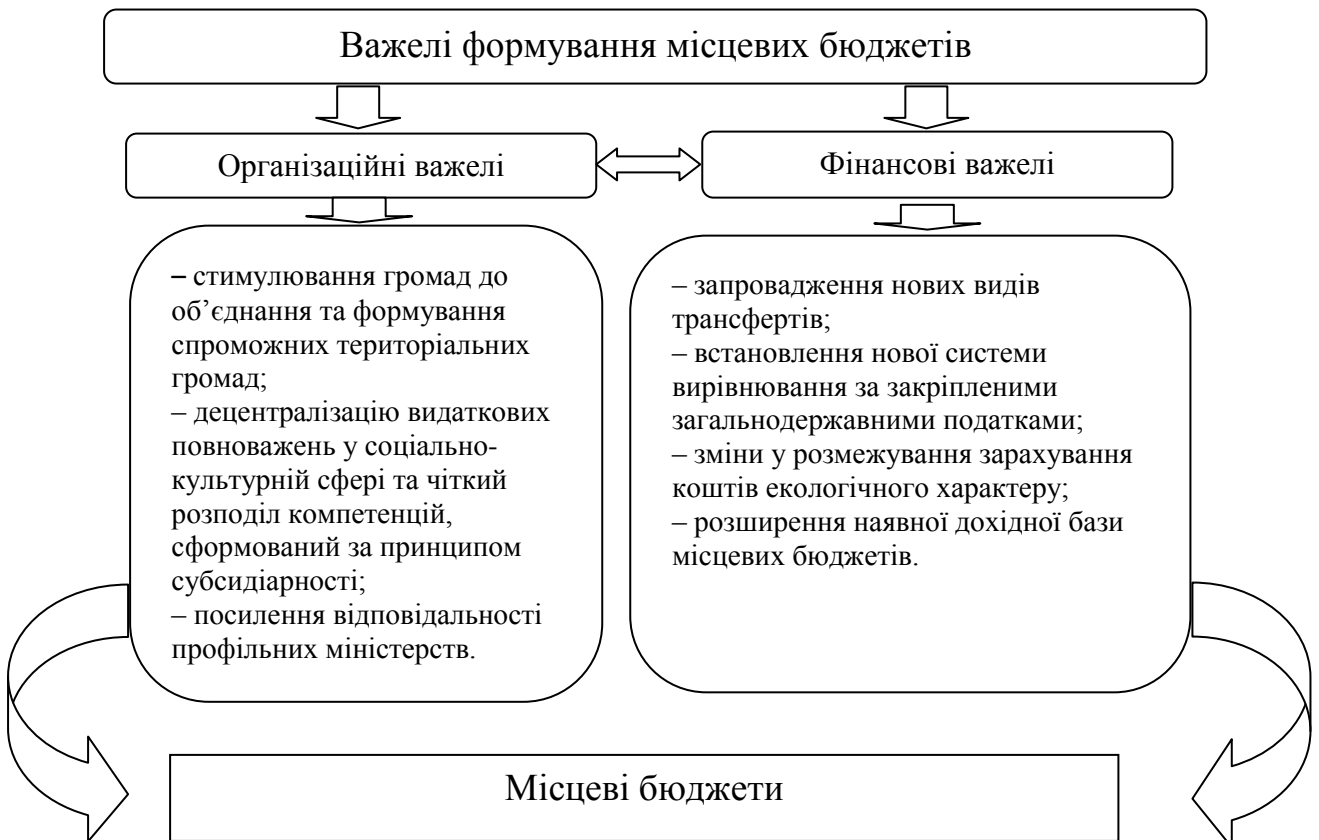 Важелі формування місцевих бюджетів
Організаційні важелі
Фінансові важелі
– стимулювання громад до
об’єднання та формування
спроможних територіальних
громад;
– децентралізацію видаткових
повноважень у соціально-
культурній сфері та чіткий
розподіл компетенцій,
сформований за принципом
субсидіарності;
– посилення відповідальності
профільних міністерств.
– запровадження нових видів
трансфертів;
– встановлення нової системи
вирівнювання за закріпленими
загальнодержавними податками;
– зміни у розмежування зарахування
коштів екологічного характеру;
– розширення наявної дохідної бази
місцевих бюджетів.
Місцеві бюджети